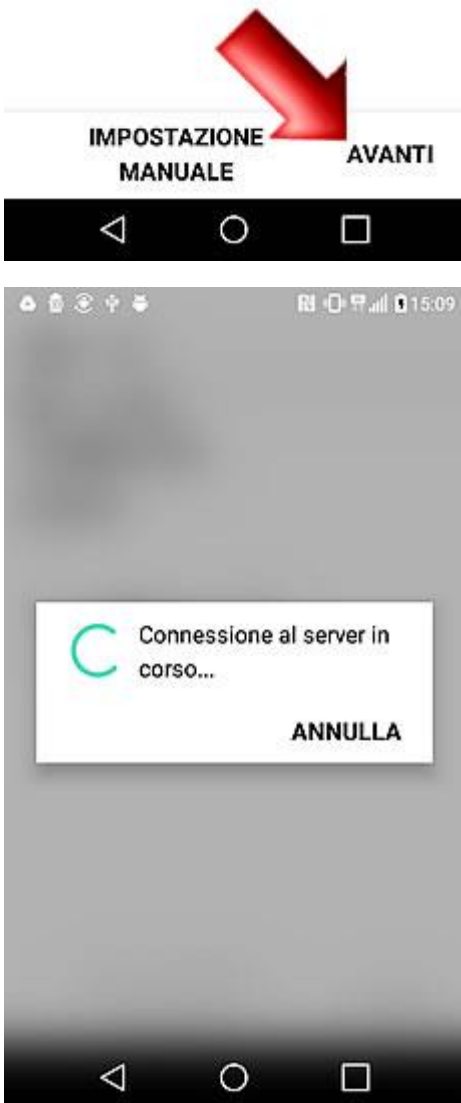 IMPOSTAZIONE
MANUALE
AVANTI
15:09
Connessione al server in
corso...
ANNULLA